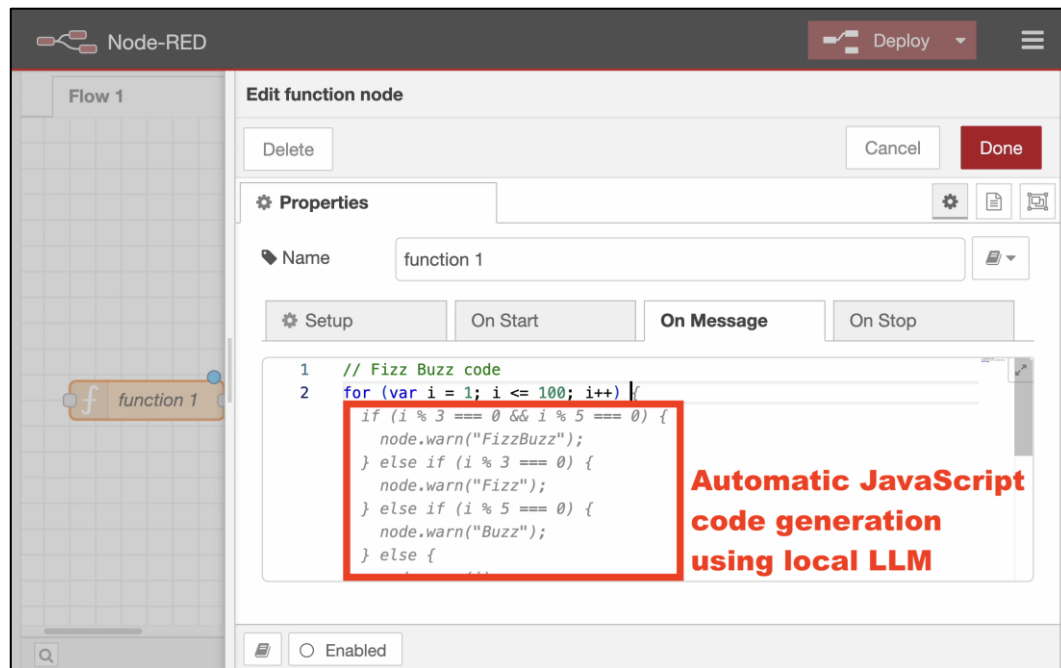 Node-RED
Deploy
Flow 1
Edit function node
Delete
Cancel
Done
Properties
Name
function 1
Setup
On Start
On Message
On Stop
function 1
1 // Fizz Buzz code
2 for (var i = 1; i <= 100; i++) {
if (i % 3 === 0 && i % 5 === 0) {
node.warn("FizzBuzz");
} else if (i % 3 === 0) {
node.warn("Fizz");
} else if (i % 5 === 0) {
node.warn("Buzz");
} else {
Automatic JavaScript
code generation
using local LLM
Enabled